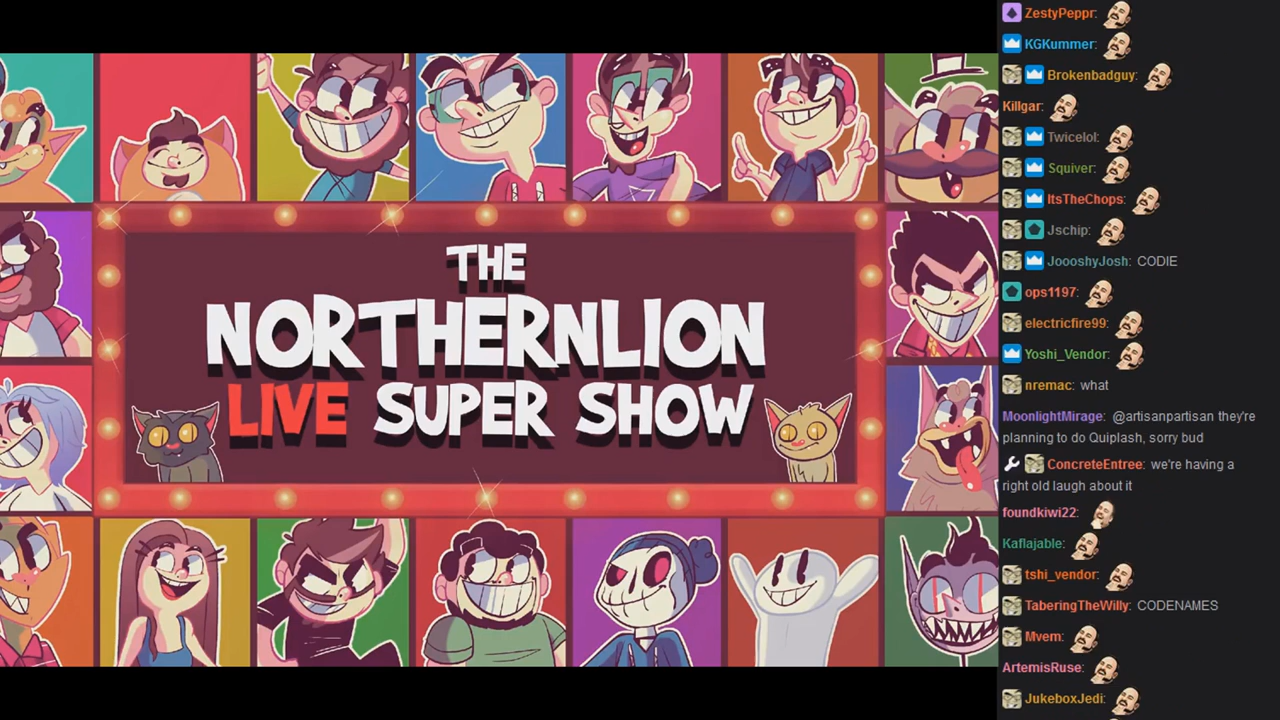 THE
NORTHERNLION
LIVE SUPER SHOW
ZestyPeppr:
KGKummer:
Brokenbadguy:
Killgar:
Twicelol:
Squiver:
ItsTheChops:
Jschip:
JoooshyJosh: CODIE
ops1197:
electricfire99:
Yoshi_Vendor:
nremac: what
MoonlightMirage: @artisanpartisan they're
planning to do Quiplash, sorry bud
ConcreteEntree: we're having a
right old laugh about it
foundkiwi22:
Kaflajable:
tshi_vendor:
TaberingTheWilly: CODENAMES
Mvem:
ArtemisRuse:
JukeboxJedi: